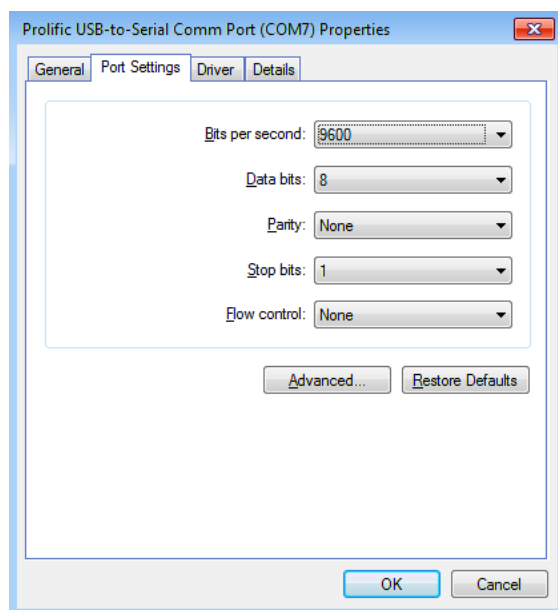 Prolific USB-to-Serial Comm Port (COM7) Properties
General Port Settings Driver Details
Bits per second: 9600
Data bits: 8
Parity: None
Stop bits: 1
Flow control: None
Advanced... Restore Defaults
OK Cancel